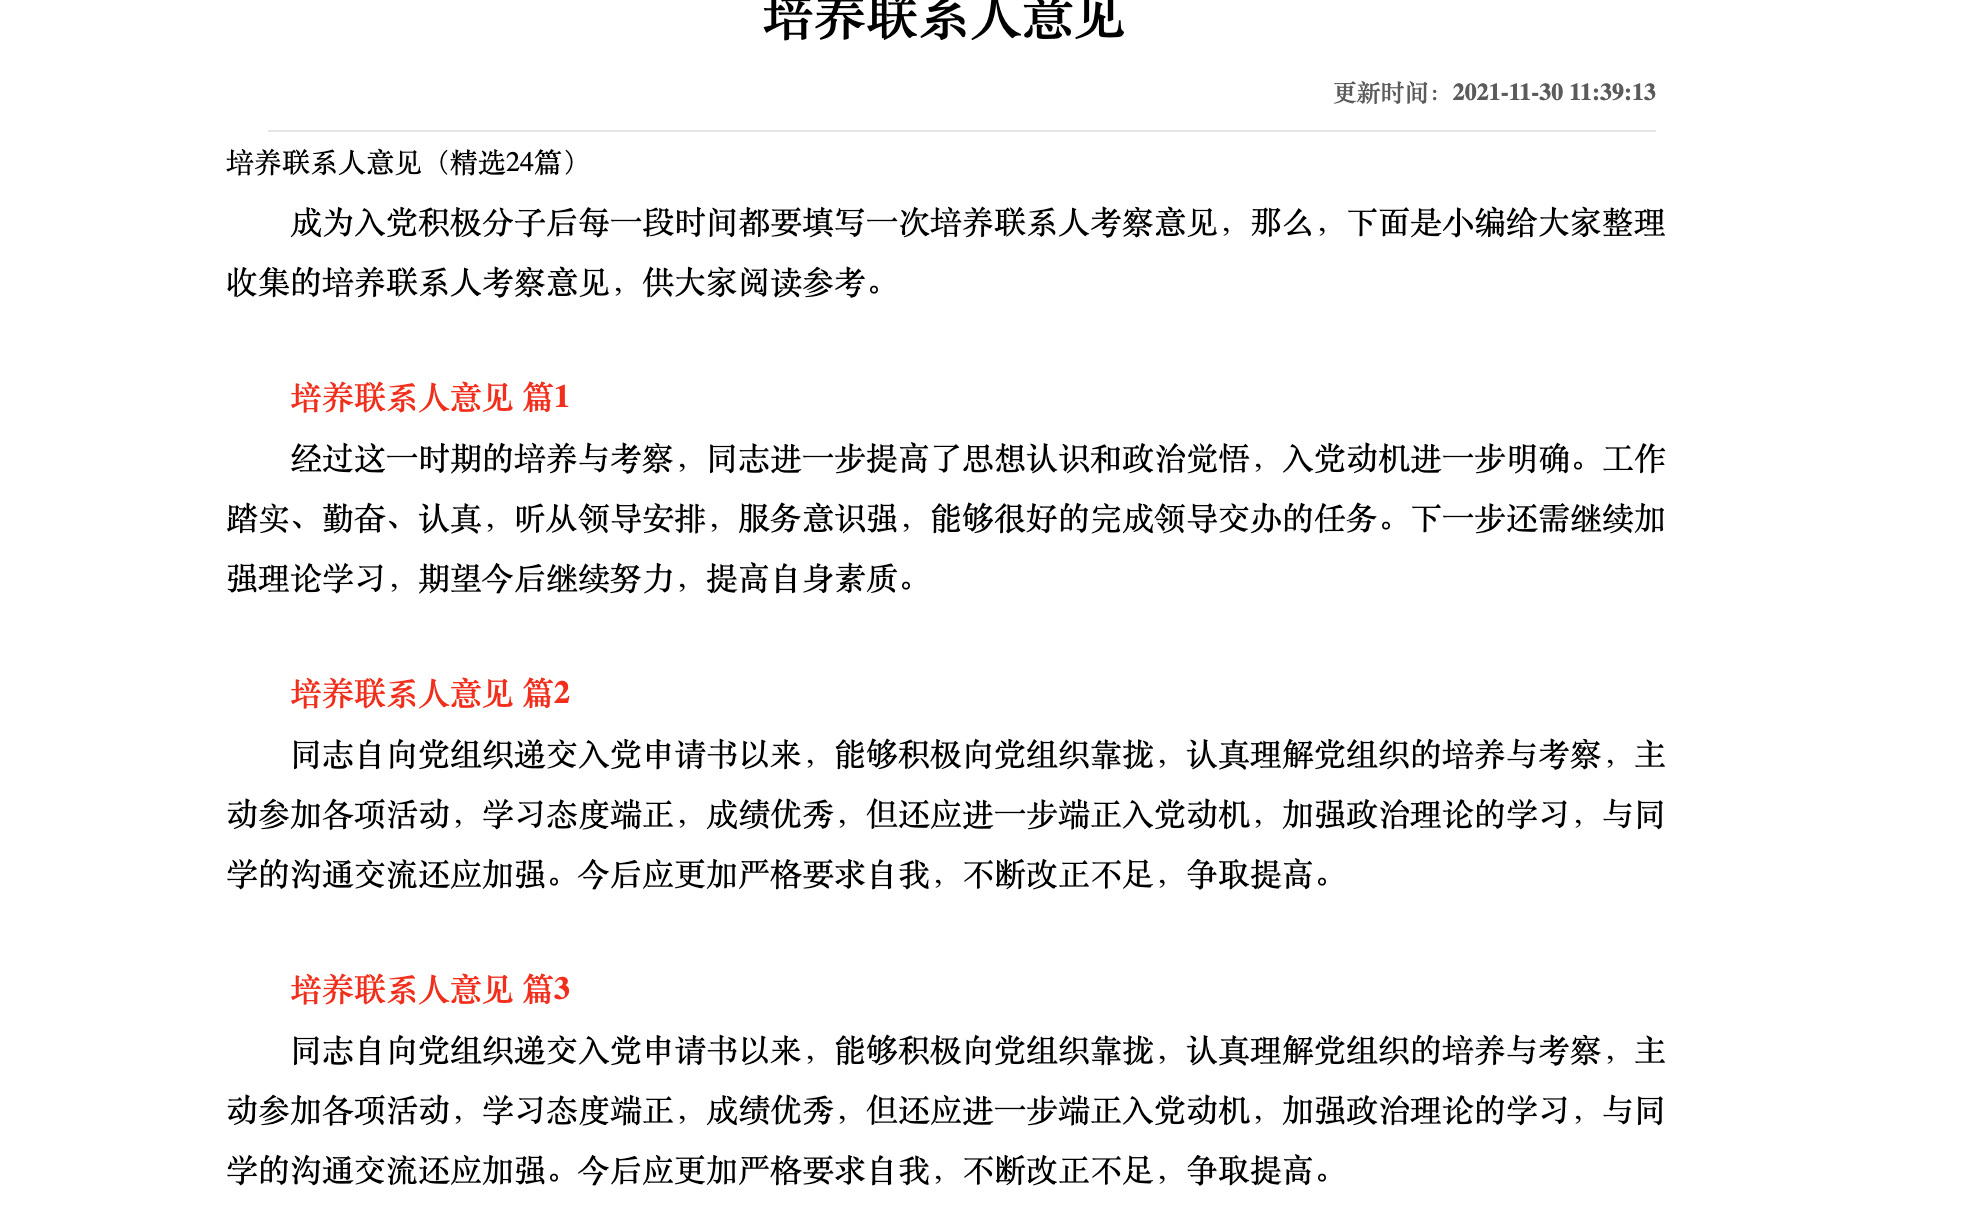 培养联系人意见
更新时间：2021-11-30 11:39:13
培养联系人意见（精选24篇）
成为入党积极分子后每一段时间都要填写一次培养联系人考察意见，那么，下面是小编给大家整理
收集的培养联系人考察意见，供大家阅读参考。
培养联系人意见 篇1
经过这一时期的培养与考察，同志进一步提高了思想认识和政治觉悟，入党动机进一步明确。工作
踏实、勤奋、认真，听从领导安排，服务意识强，能够很好的完成领导交办的任务。下一步还需继续加
强理论学习，期望今后继续努力，提高自身素质。
培养联系人意见 篇2
同志自向党组织递交入党申请书以来，能够积极向党组织靠拢，认真理解党组织的培养与考察，主
动参加各项活动，学习态度端正，成绩优秀，但还应进一步端正入党动机，加强政治理论的学习，与同
学的沟通交流还应加强。今后应更加严格要求自我，不断改正不足，争取提高。
培养联系人意见 篇3
同志自向党组织递交入党申请书以来，能够积极向党组织靠拢，认真理解党组织的培养与考察，主
动参加各项活动，学习态度端正，成绩优秀，但还应进一步端正入党动机，加强政治理论的学习，与同
学的沟通交流还应加强。今后应更加严格要求自我，不断改正不足，争取提高。